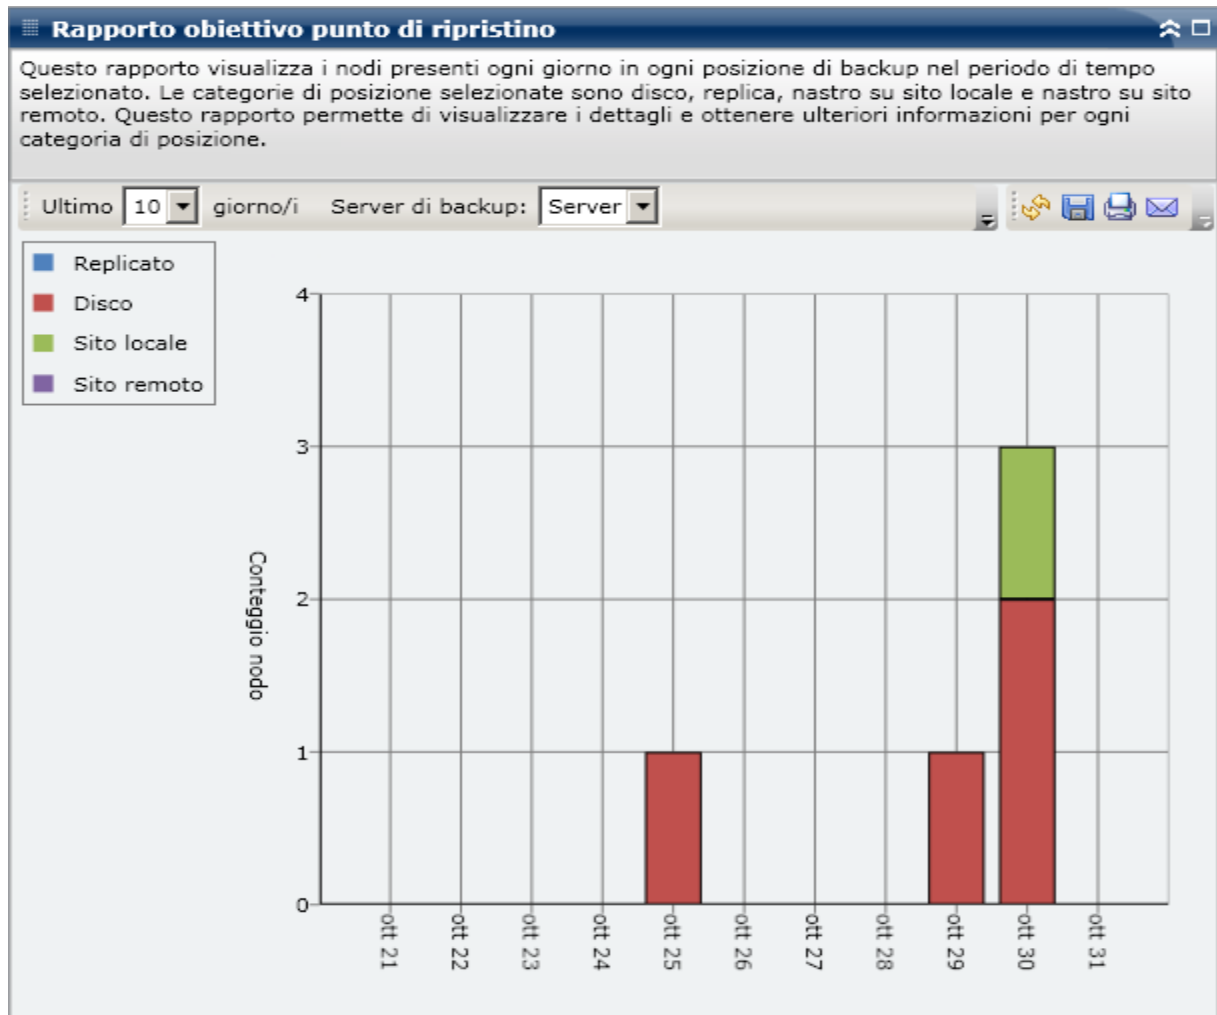 Rapporto obiettivo punto di ripristino
Questo rapporto visualizza i nodi presenti ogni giorno in ogni posizione di backup nel periodo di tempo
selezionato. Le categorie di posizione selezionate sono disco, replica, nastro su sito locale e nastro su sito
remoto. Questo rapporto permette di visualizzare i dettagli e ottenere ulteriori informazioni per ogni
categoria di posizione.
Ultimo 10 giorno/i Server di backup: Server
Replicato
Disco
Sito locale
Sito remoto
4
3
2
1
0
Conteggio nodo
ott 21
ott 22
ott 23
ott 24
ott 25
ott 26
ott 27
ott 28
ott 29
ott 30
ott 31